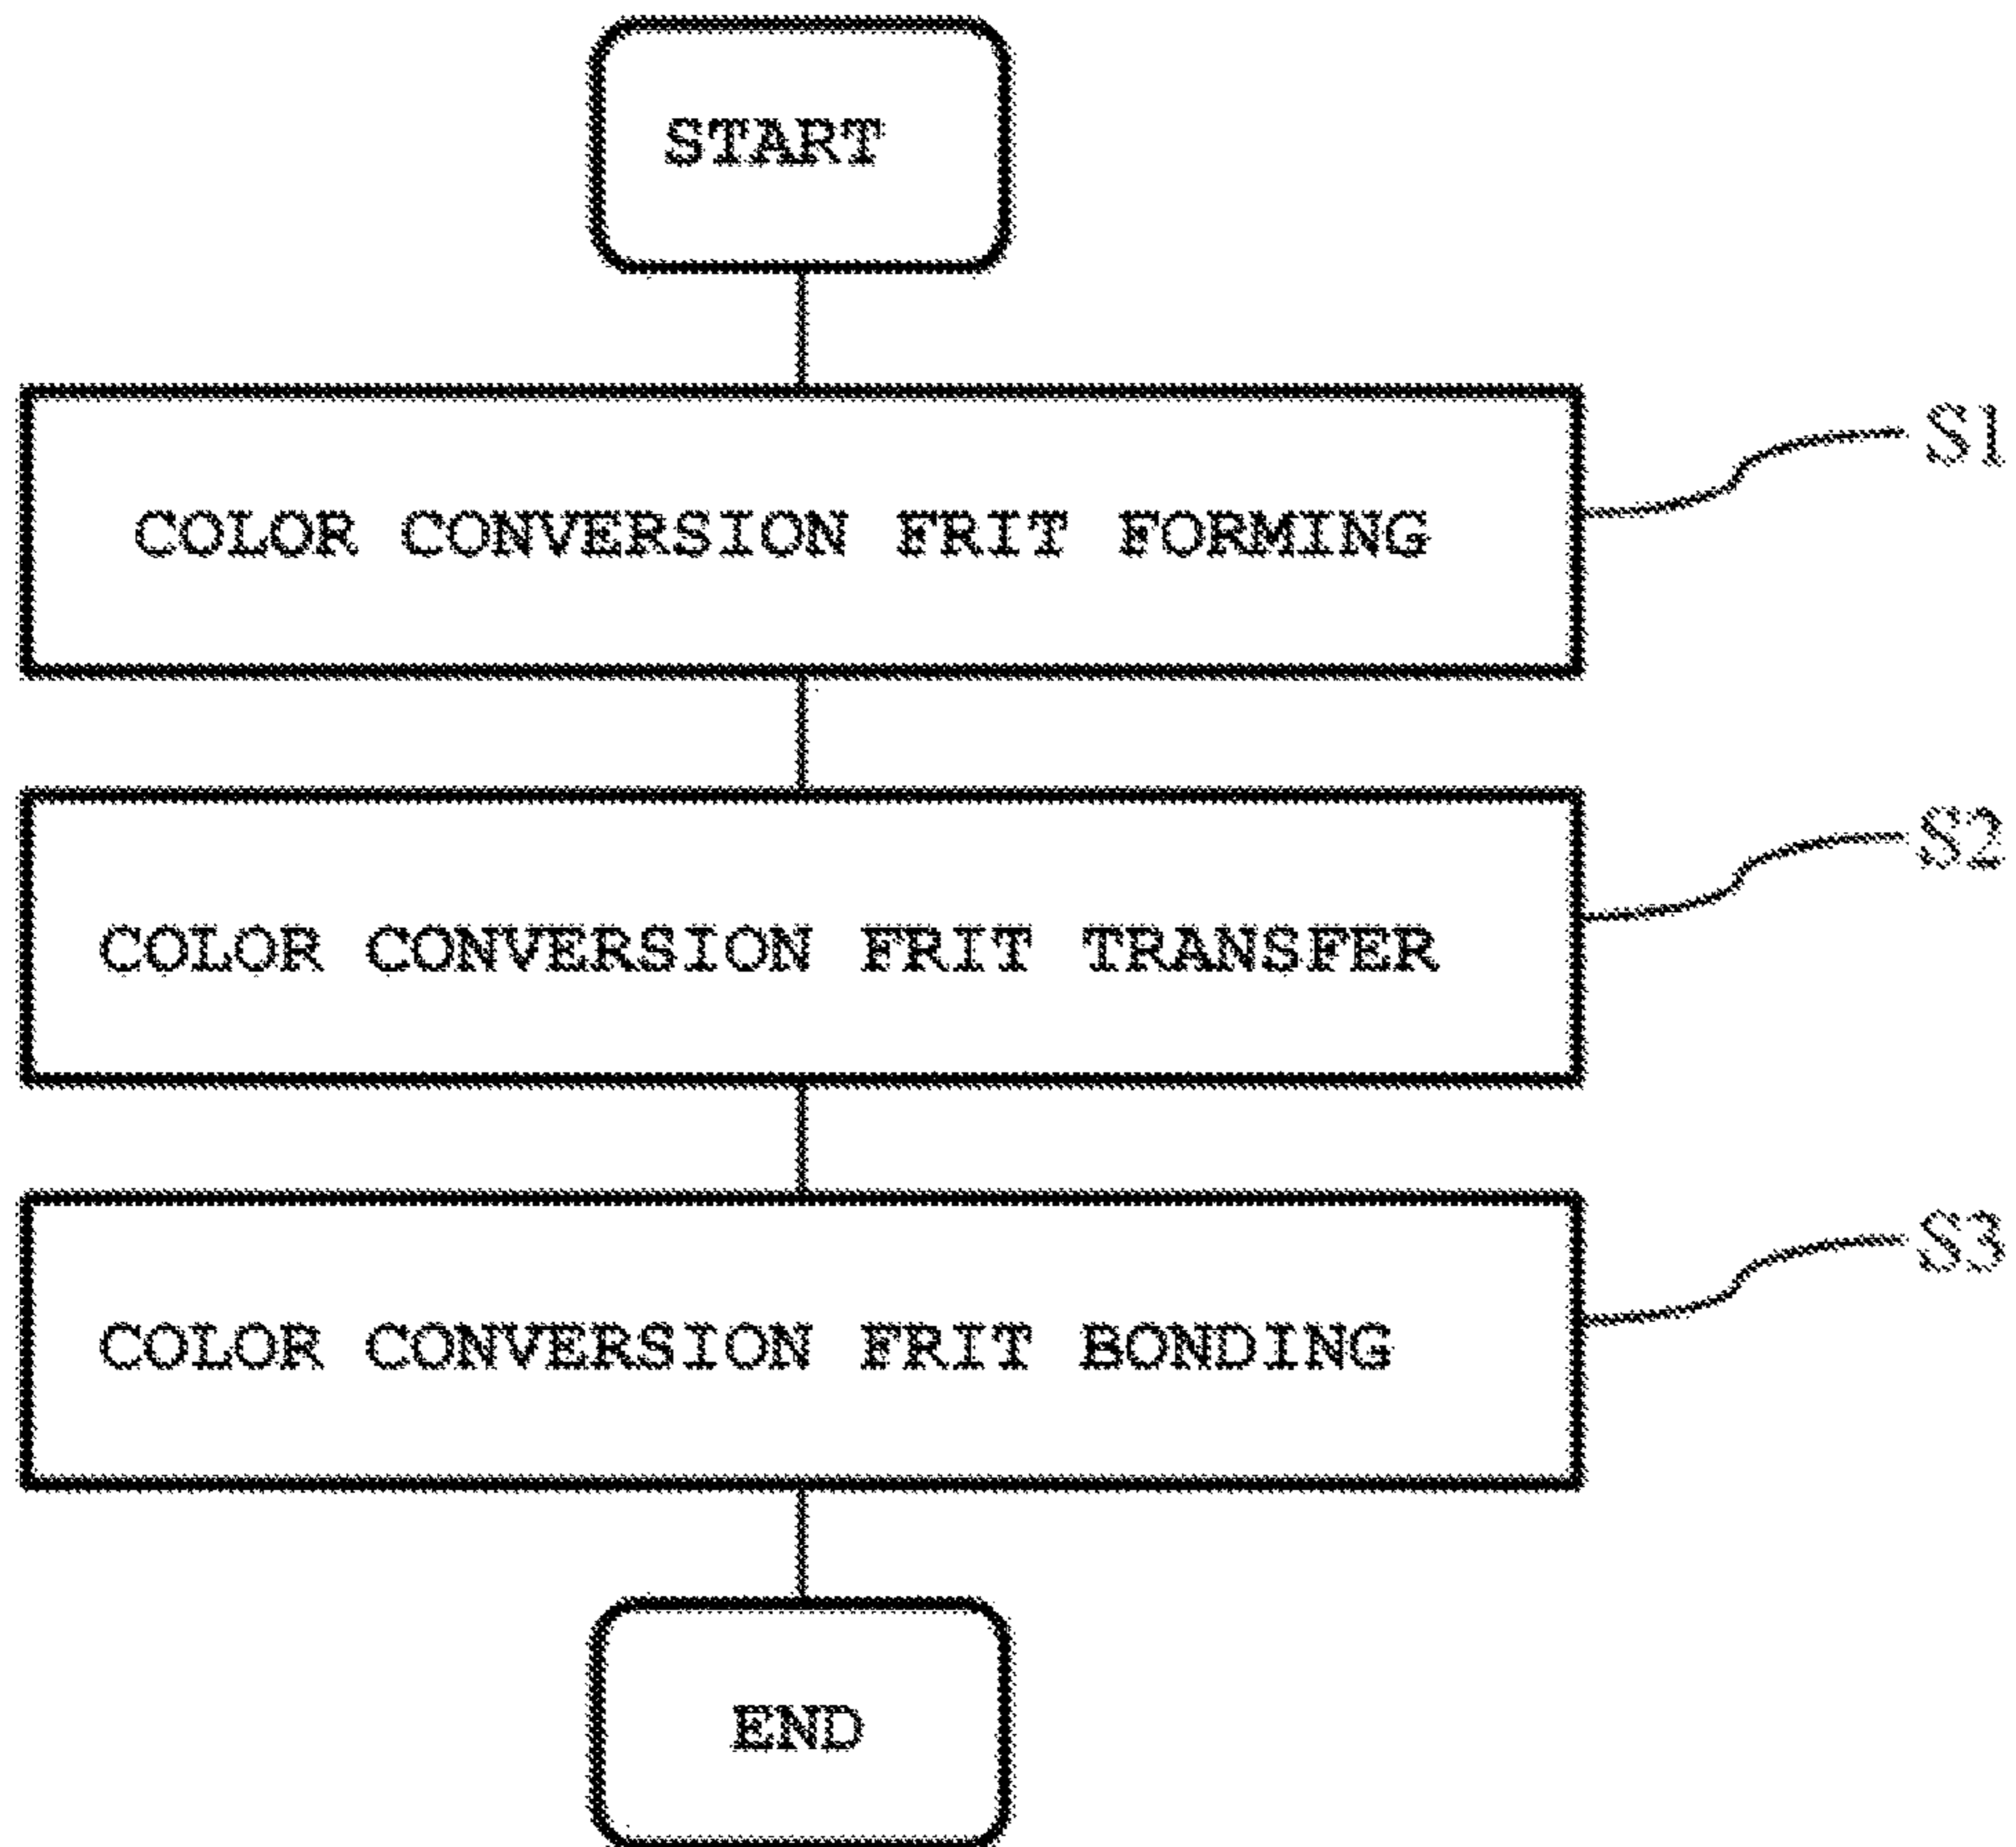 START
S1
COLOR CONVERSION FRIT FORMING
S2
COLOR CONVERSION FRIT TRANSFER
S3
COLOR CONVERSION FRIT BONDING
END